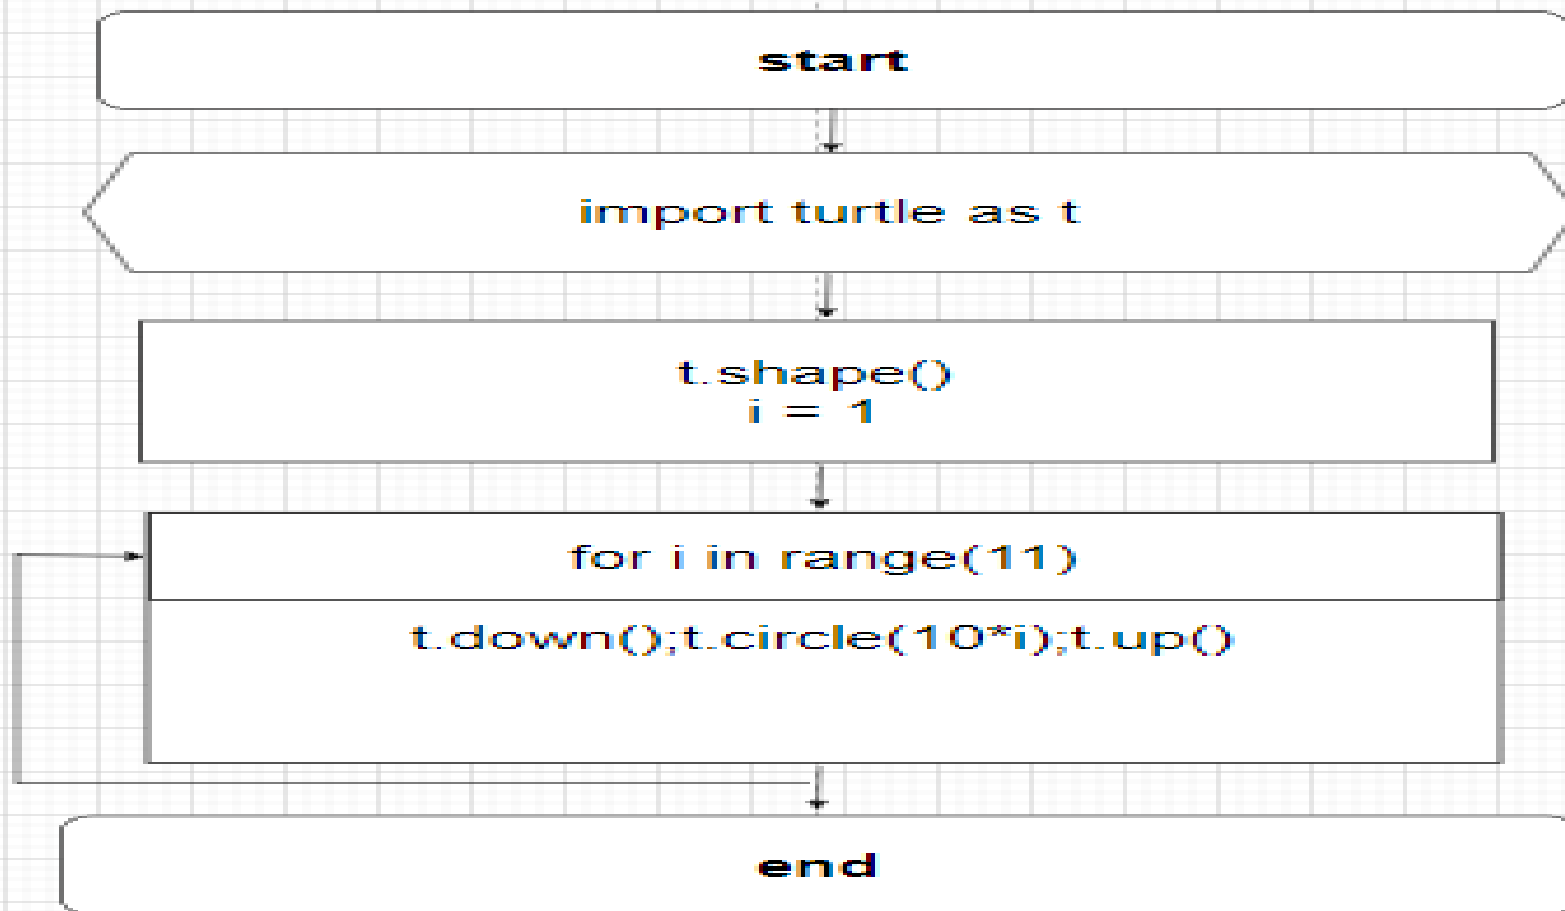 start
import turtle as t
t.shape()
i = 1
for i in range(11)
t.down();t.circle(10*i);t.up()
end